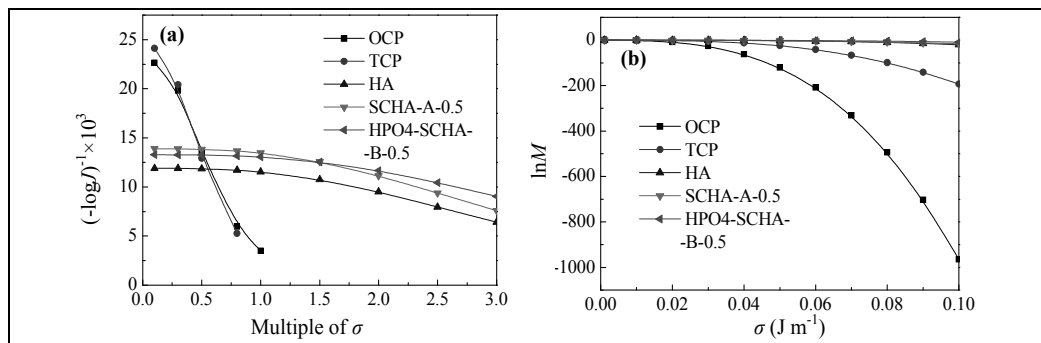 (a)
OCP
TCP
HA
SCHA-A-0.5
HPO4-SCHA-
-B-0.5
25
20
15
10
5
0
(-logJ)⁻¹×10³
0.0 0.5 1.0 1.5 2.0 2.5 3.0
Multiple of σ
(b)
OCP
TCP
HA
SCHA-A-0.5
HPO4-SCHA-
-B-0.5
0
-200
-400
-600
-800
-1000
lnM
0.00 0.02 0.04 0.06 0.08 0.10
σ (J m⁻¹)